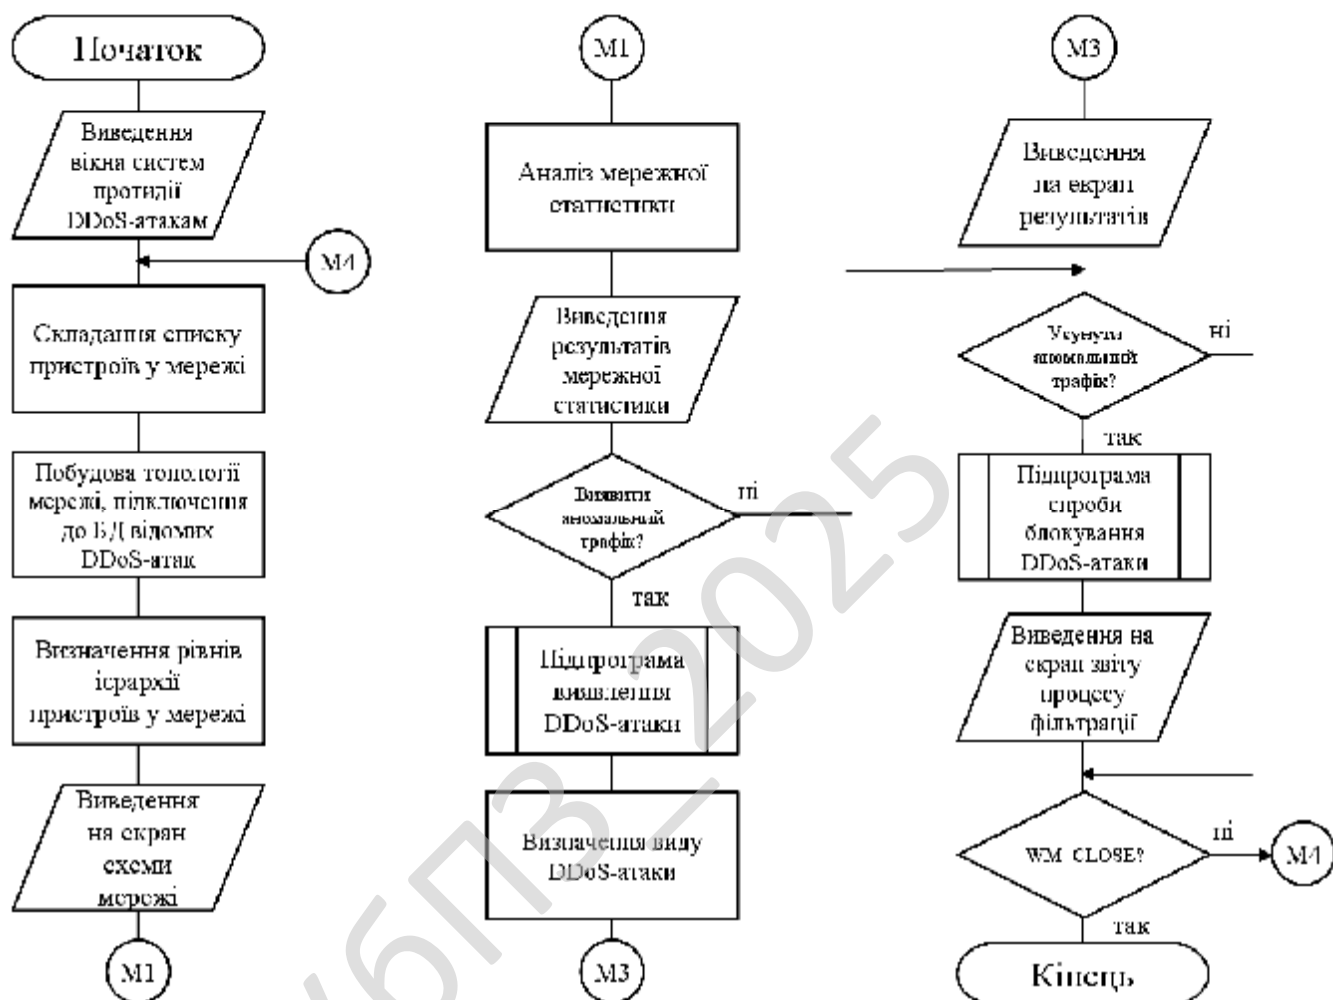 Початок
Виведення
вікна систем
протидії
DDoS-атакам
М4
Складання списку
пристроїв у мережі
Побудова топології
мережі, підключення
до БД відомих
DDoS-атак
Визначення рівнів
ієрархії
пристроїв у мережі
Виведення
на екран
схеми
мережі
М1
М1
Аналіз мережної
статистики
Виведення
результатів
мережної
статистики
Виявити
аномальний
трафік?
ні
так
Підпрограма
виявлення
DDoS-атаки
Визначення виду
DDoS-атаки
М3
М3
Виведення
на екран
результатів
Усунути
аномальний
трафік?
ні
так
Підпрограма
спроби
блокування
DDoS-атаки
Виведення на
екран звіту
процесу
фільтрації
WM_CLOSE?
ні
М4
так
Кінець
БПЗ_2025